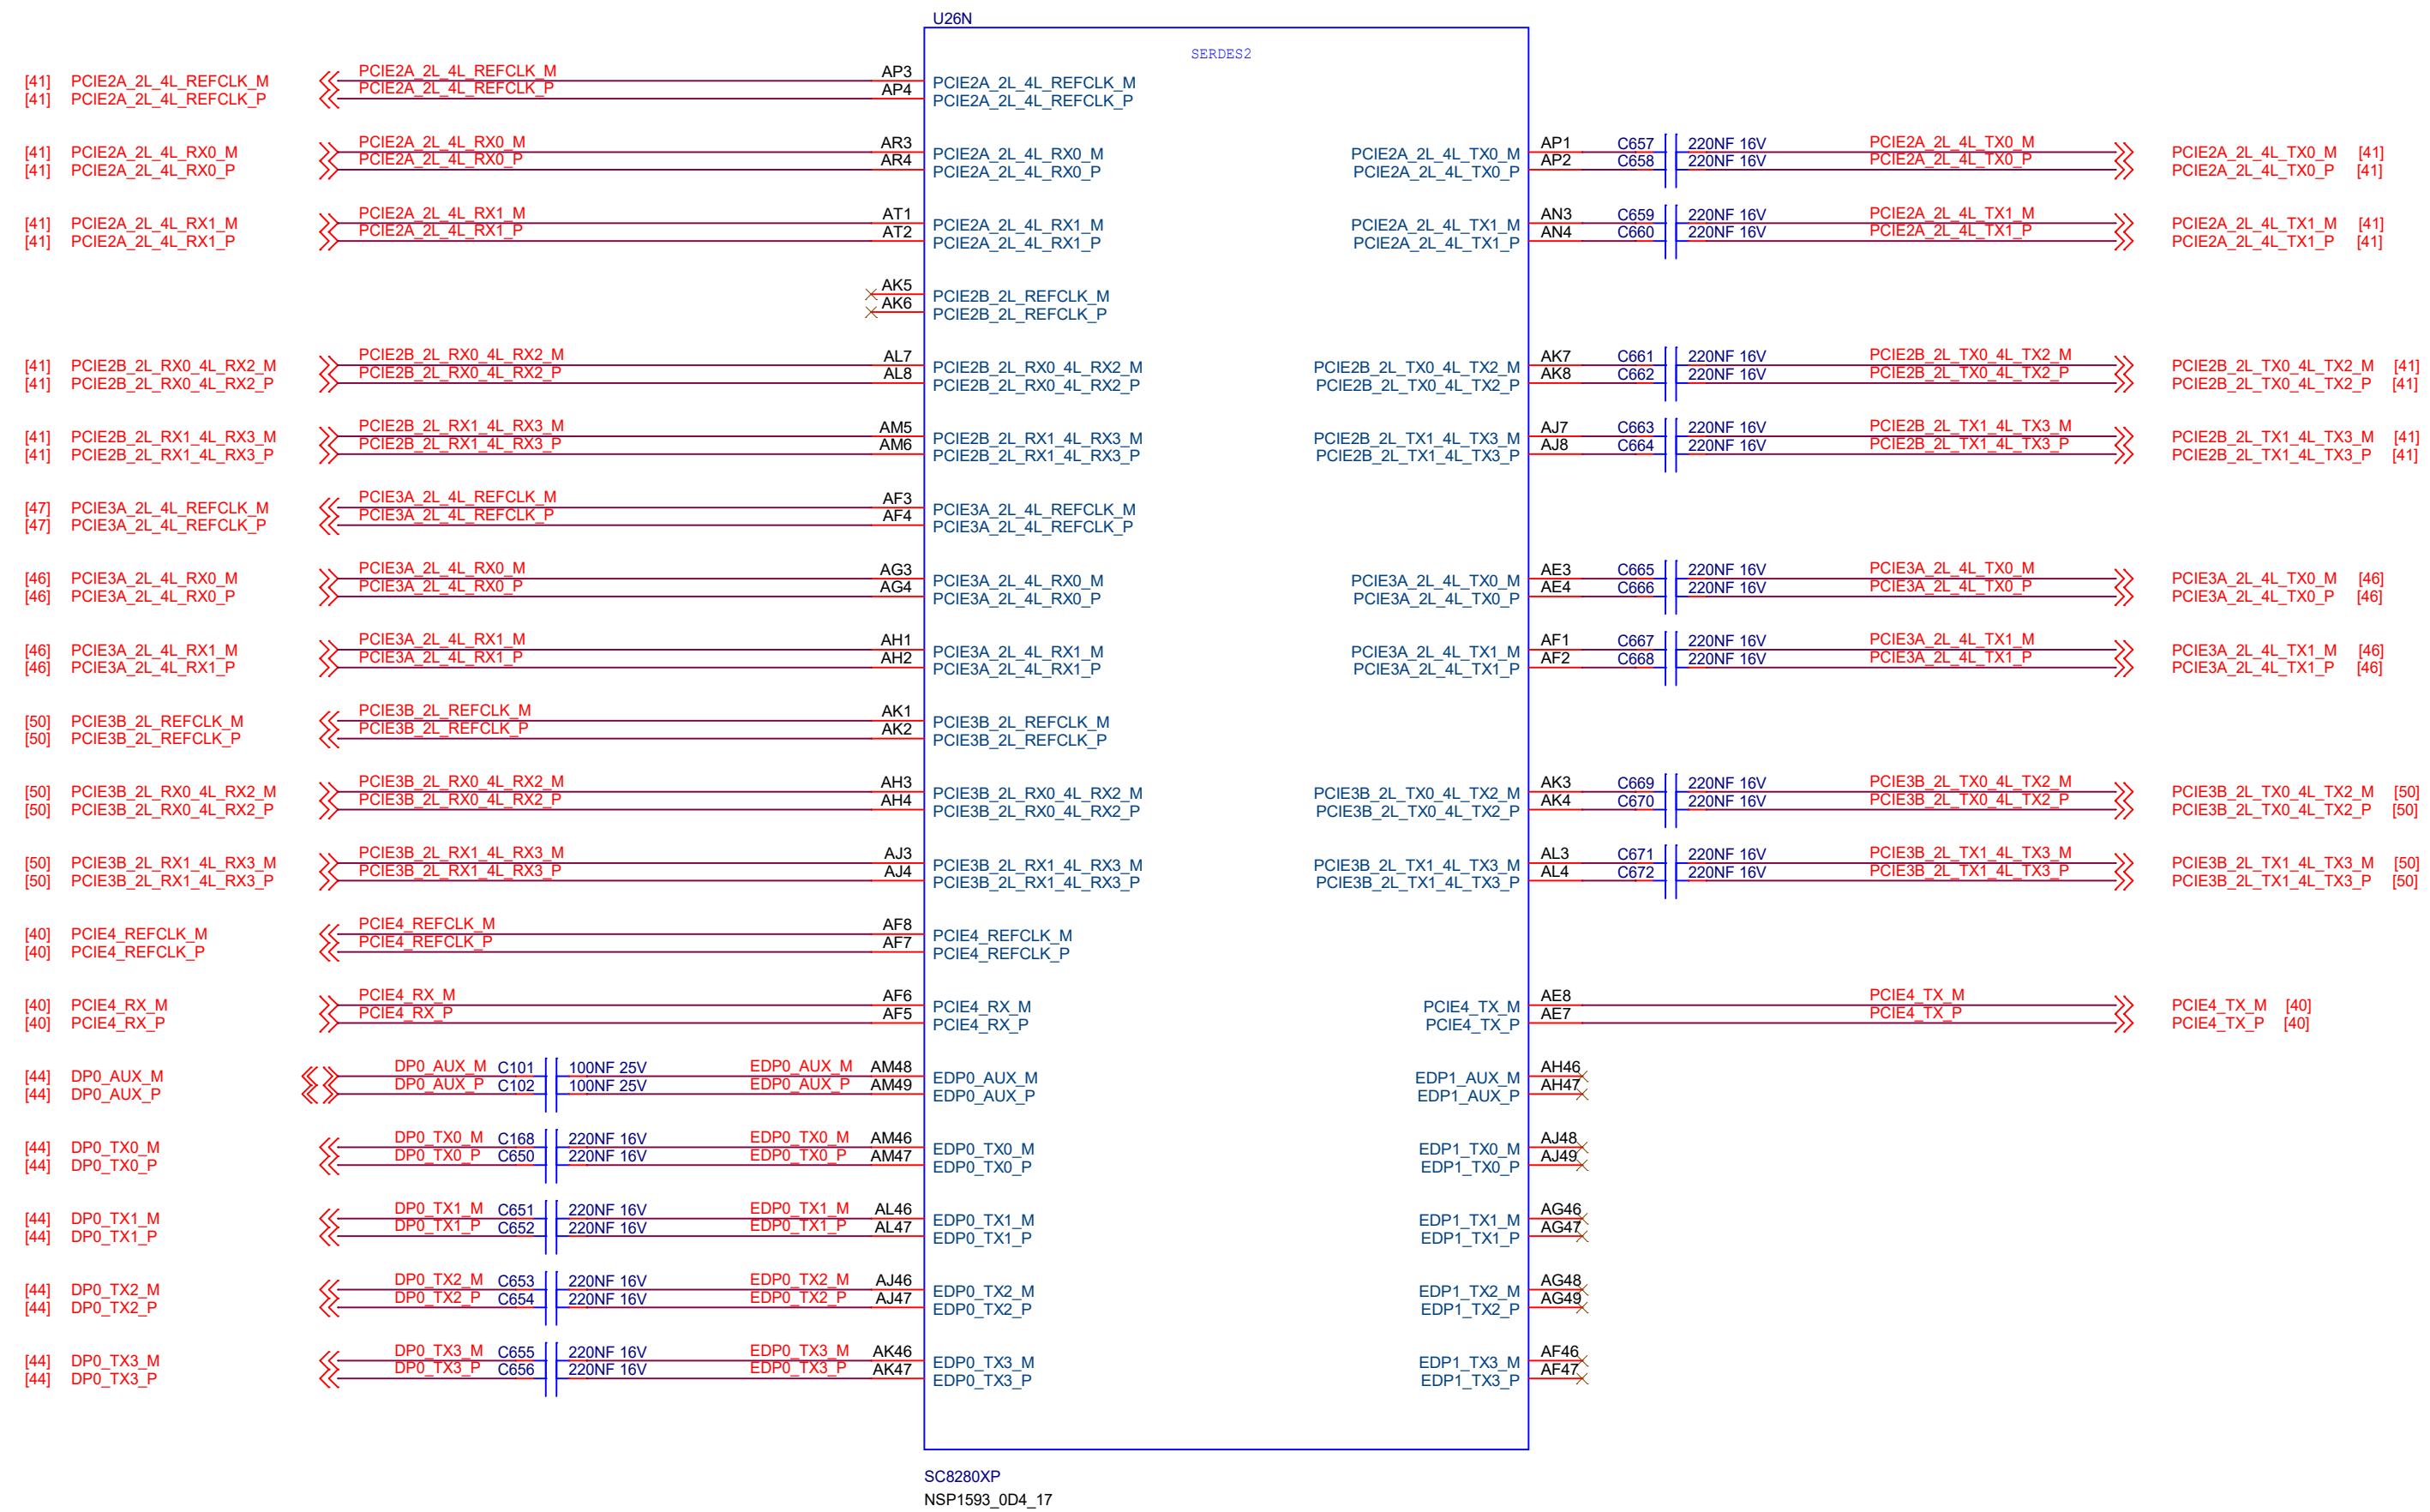 U26N
SERDES2
[41] PCIE2A_2L_4L_REFCLK_M PCIE2A_2L_4L_REFCLK_M AP3 PCIE2A_2L_4L_REFCLK_M
[41] PCIE2A_2L_4L_REFCLK_P PCIE2A_2L_4L_REFCLK_P AP4 PCIE2A_2L_4L_REFCLK_P
[41] PCIE2A_2L_4L_RX0_M PCIE2A_2L_4L_RX0_M AR3 PCIE2A_2L_4L_RX0_M PCIE2A_2L_4L_TX0_M AP1 C657 220NF 16V PCIE2A_2L_4L_TX0_M PCIE2A_2L_4L_TX0_M [41]
[41] PCIE2A_2L_4L_RX0_P PCIE2A_2L_4L_RX0_P AR4 PCIE2A_2L_4L_RX0_P PCIE2A_2L_4L_TX0_P AP2 C658 220NF 16V PCIE2A_2L_4L_TX0_P PCIE2A_2L_4L_TX0_P [41]
[41] PCIE2A_2L_4L_RX1_M PCIE2A_2L_4L_RX1_M AT1 PCIE2A_2L_4L_RX1_M PCIE2A_2L_4L_TX1_M AN3 C659 220NF 16V PCIE2A_2L_4L_TX1_M PCIE2A_2L_4L_TX1_M [41]
[41] PCIE2A_2L_4L_RX1_P PCIE2A_2L_4L_RX1_P AT2 PCIE2A_2L_4L_RX1_P PCIE2A_2L_4L_TX1_P AN4 C660 220NF 16V PCIE2A_2L_4L_TX1_P PCIE2A_2L_4L_TX1_P [41]
AK5 PCIE2B_2L_REFCLK_M
AK6 PCIE2B_2L_REFCLK_P
[41] PCIE2B_2L_RX0_4L_RX2_M PCIE2B_2L_RX0_4L_RX2_M AL7 PCIE2B_2L_RX0_4L_RX2_M PCIE2B_2L_TX0_4L_TX2_M AK7 C661 220NF 16V PCIE2B_2L_TX0_4L_TX2_M PCIE2B_2L_TX0_4L_TX2_M [41]
[41] PCIE2B_2L_RX0_4L_RX2_P PCIE2B_2L_RX0_4L_RX2_P AL8 PCIE2B_2L_RX0_4L_RX2_P PCIE2B_2L_TX0_4L_TX2_P AK8 C662 220NF 16V PCIE2B_2L_TX0_4L_TX2_P PCIE2B_2L_TX0_4L_TX2_P [41]
[41] PCIE2B_2L_RX1_4L_RX3_M PCIE2B_2L_RX1_4L_RX3_M AM5 PCIE2B_2L_RX1_4L_RX3_M PCIE2B_2L_TX1_4L_TX3_M AJ7 C663 220NF 16V PCIE2B_2L_TX1_4L_TX3_M PCIE2B_2L_TX1_4L_TX3_M [41]
[41] PCIE2B_2L_RX1_4L_RX3_P PCIE2B_2L_RX1_4L_RX3_P AM6 PCIE2B_2L_RX1_4L_RX3_P PCIE2B_2L_TX1_4L_TX3_P AJ8 C664 220NF 16V PCIE2B_2L_TX1_4L_TX3_P PCIE2B_2L_TX1_4L_TX3_P [41]
[47] PCIE3A_2L_4L_REFCLK_M PCIE3A_2L_4L_REFCLK_M AF3 PCIE3A_2L_4L_REFCLK_M
[47] PCIE3A_2L_4L_REFCLK_P PCIE3A_2L_4L_REFCLK_P AF4 PCIE3A_2L_4L_REFCLK_P
[46] PCIE3A_2L_4L_RX0_M PCIE3A_2L_4L_RX0_M AG3 PCIE3A_2L_4L_RX0_M PCIE3A_2L_4L_TX0_M AE3 C665 220NF 16V PCIE3A_2L_4L_TX0_M PCIE3A_2L_4L_TX0_M [46]
[46] PCIE3A_2L_4L_RX0_P PCIE3A_2L_4L_RX0_P AG4 PCIE3A_2L_4L_RX0_P PCIE3A_2L_4L_TX0_P AE4 C666 220NF 16V PCIE3A_2L_4L_TX0_P PCIE3A_2L_4L_TX0_P [46]
[46] PCIE3A_2L_4L_RX1_M PCIE3A_2L_4L_RX1_M AH1 PCIE3A_2L_4L_RX1_M PCIE3A_2L_4L_TX1_M AF1 C667 220NF 16V PCIE3A_2L_4L_TX1_M PCIE3A_2L_4L_TX1_M [46]
[46] PCIE3A_2L_4L_RX1_P PCIE3A_2L_4L_RX1_P AH2 PCIE3A_2L_4L_RX1_P PCIE3A_2L_4L_TX1_P AF2 C668 220NF 16V PCIE3A_2L_4L_TX1_P PCIE3A_2L_4L_TX1_P [46]
[50] PCIE3B_2L_REFCLK_M PCIE3B_2L_REFCLK_M AK1 PCIE3B_2L_REFCLK_M
[50] PCIE3B_2L_REFCLK_P PCIE3B_2L_REFCLK_P AK2 PCIE3B_2L_REFCLK_P
[50] PCIE3B_2L_RX0_4L_RX2_M PCIE3B_2L_RX0_4L_RX2_M AH3 PCIE3B_2L_RX0_4L_RX2_M PCIE3B_2L_TX0_4L_TX2_M AK3 C669 220NF 16V PCIE3B_2L_TX0_4L_TX2_M PCIE3B_2L_TX0_4L_TX2_M [50]
[50] PCIE3B_2L_RX0_4L_RX2_P PCIE3B_2L_RX0_4L_RX2_P AH4 PCIE3B_2L_RX0_4L_RX2_P PCIE3B_2L_TX0_4L_TX2_P AK4 C670 220NF 16V PCIE3B_2L_TX0_4L_TX2_P PCIE3B_2L_TX0_4L_TX2_P [50]
[50] PCIE3B_2L_RX1_4L_RX3_M PCIE3B_2L_RX1_4L_RX3_M AJ3 PCIE3B_2L_RX1_4L_RX3_M PCIE3B_2L_TX1_4L_TX3_M AL3 C671 220NF 16V PCIE3B_2L_TX1_4L_TX3_M PCIE3B_2L_TX1_4L_TX3_M [50]
[50] PCIE3B_2L_RX1_4L_RX3_P PCIE3B_2L_RX1_4L_RX3_P AJ4 PCIE3B_2L_RX1_4L_RX3_P PCIE3B_2L_TX1_4L_TX3_P AL4 C672 220NF 16V PCIE3B_2L_TX1_4L_TX3_P PCIE3B_2L_TX1_4L_TX3_P [50]
[40] PCIE4_REFCLK_M PCIE4_REFCLK_M AF8 PCIE4_REFCLK_M
[40] PCIE4_REFCLK_P PCIE4_REFCLK_P AF7 PCIE4_REFCLK_P
[40] PCIE4_RX_M PCIE4_RX_M AF6 PCIE4_RX_M PCIE4_TX_M AE8 PCIE4_TX_M PCIE4_TX_M [40]
[40] PCIE4_RX_P PCIE4_RX_P AF5 PCIE4_RX_P PCIE4_TX_P AE7 PCIE4_TX_P PCIE4_TX_P [40]
[44] DP0_AUX_M DP0_AUX_M C101 100NF 25V EDP0_AUX_M AM48 EDP0_AUX_M EDP1_AUX_M AH46
[44] DP0_AUX_P DP0_AUX_P C102 100NF 25V EDP0_AUX_P AM49 EDP0_AUX_P EDP1_AUX_P AH47
[44] DP0_TX0_M DP0_TX0_M C168 220NF 16V EDP0_TX0_M AM46 EDP0_TX0_M EDP1_TX0_M AJ48
[44] DP0_TX0_P DP0_TX0_P C650 220NF 16V EDP0_TX0_P AM47 EDP0_TX0_P EDP1_TX0_P AJ49
[44] DP0_TX1_M DP0_TX1_M C651 220NF 16V EDP0_TX1_M AL46 EDP0_TX1_M EDP1_TX1_M AG46
[44] DP0_TX1_P DP0_TX1_P C652 220NF 16V EDP0_TX1_P AL47 EDP0_TX1_P EDP1_TX1_P AG47
[44] DP0_TX2_M DP0_TX2_M C653 220NF 16V EDP0_TX2_M AJ46 EDP0_TX2_M EDP1_TX2_M AG48
[44] DP0_TX2_P DP0_TX2_P C654 220NF 16V EDP0_TX2_P AJ47 EDP0_TX2_P EDP1_TX2_P AG49
[44] DP0_TX3_M DP0_TX3_M C655 220NF 16V EDP0_TX3_M AK46 EDP0_TX3_M EDP1_TX3_M AF46
[44] DP0_TX3_P DP0_TX3_P C656 220NF 16V EDP0_TX3_P AK47 EDP0_TX3_P EDP1_TX3_P AF47
SC8280XP
NSP1593_0D4_17